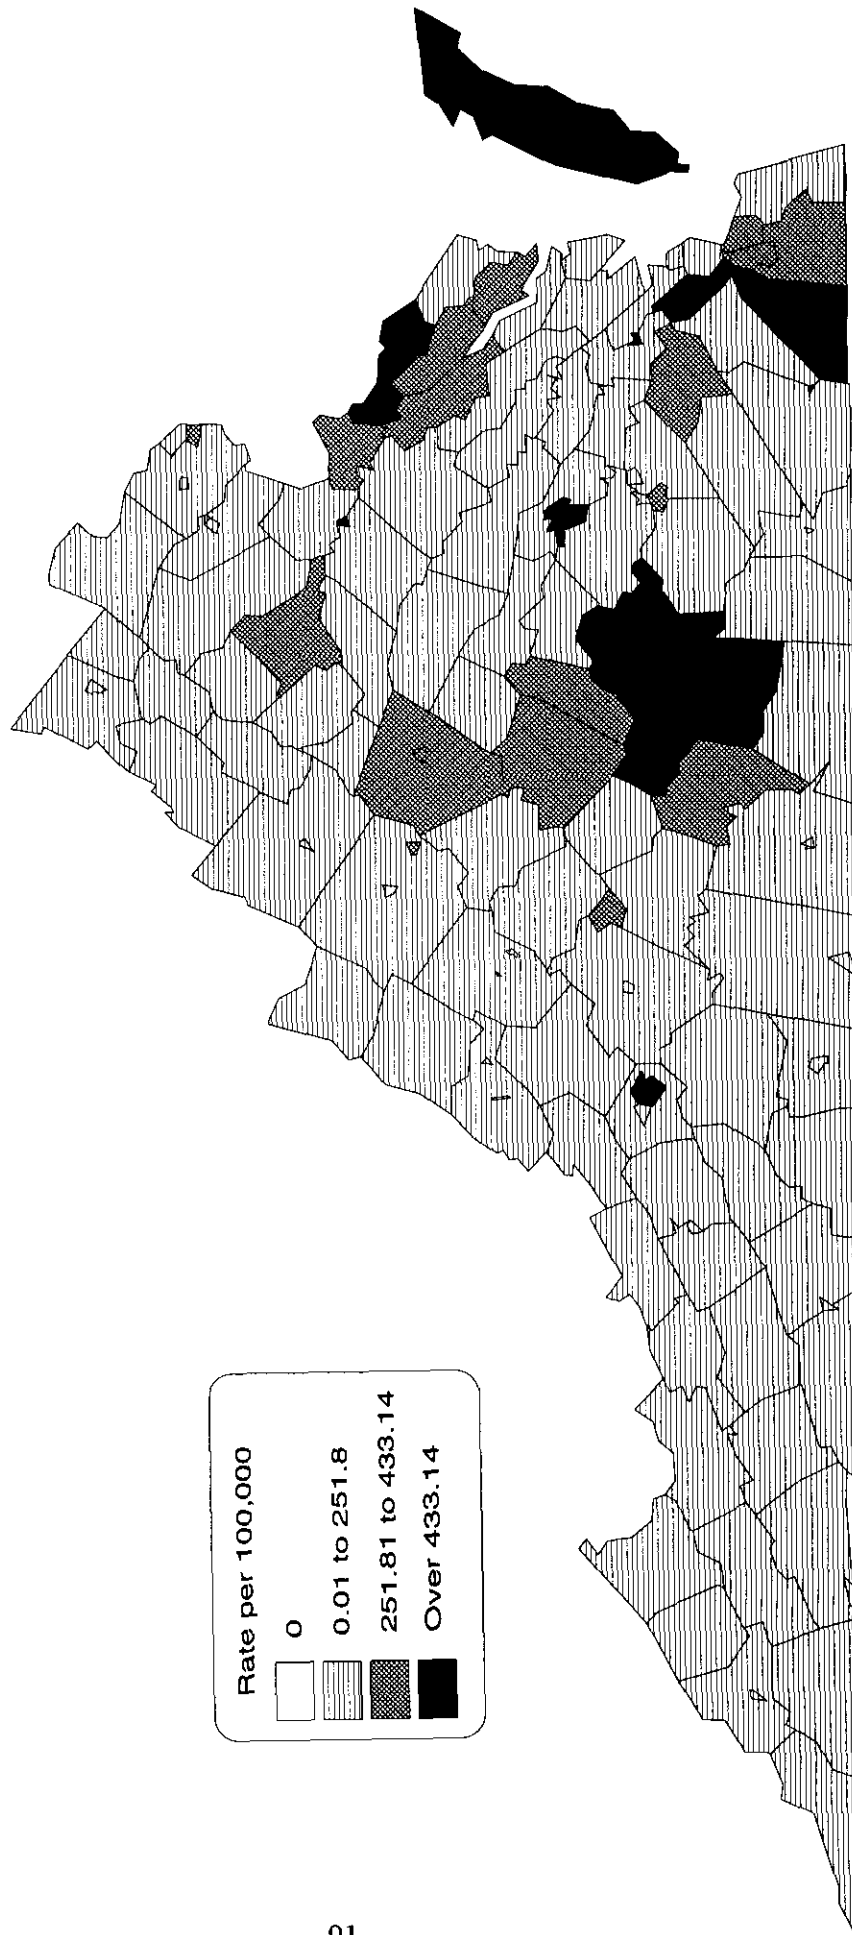 Rate per 100,000
0
0.01 to 251.8
251.81 to 433.14
Over 433.14
91